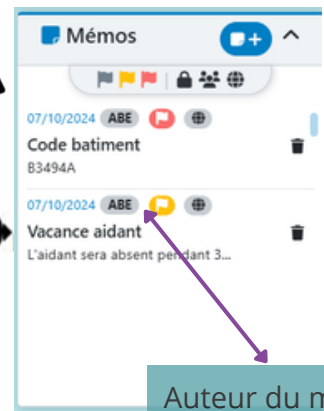 Mémos
07/10/2024 ABE
Code batiment
B3494A
07/10/2024 ABE
Vacance aidant
L'aidant sera absent pendant 3...
Auteur du m